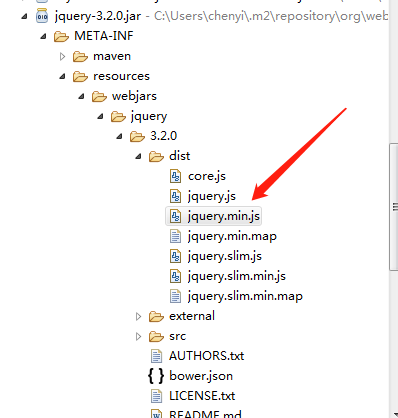 jquery-3.2.0.jar - C:\Users\chenyi\.m2\repository\org\web
META-INF
maven
resources
webjars
jquery
3.2.0
dist
core.js
jquery.js
jquery.min.js
jquery.min.map
jquery.slim.js
jquery.slim.min.js
jquery.slim.min.map
external
src
AUTHORS.txt
bower.json
LICENSE.txt
README.md